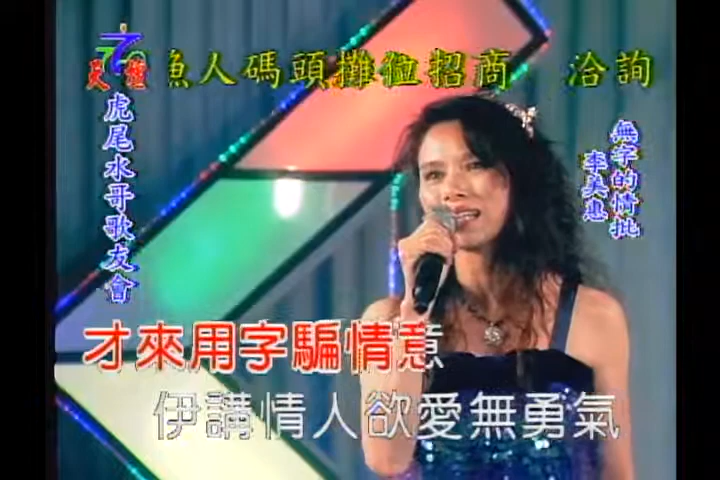 天權
漁人碼頭攤位招商 洽詢
虎尾水哥歌友會
無字的情批
李美惠
才來用字騙情意
伊講情人欲愛無勇氣